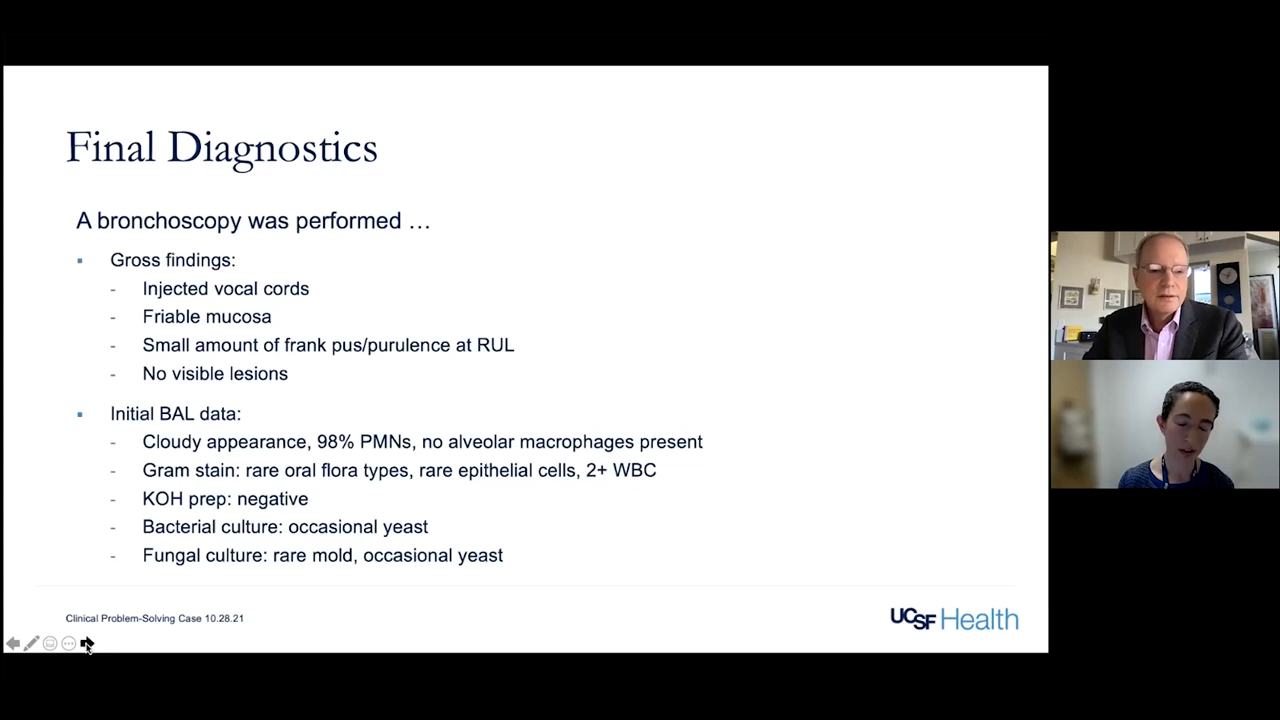 Final Diagnostics
A bronchoscopy was performed …
▪ Gross findings:
- Injected vocal cords
- Friable mucosa
- Small amount of frank pus/purulence at RUL
- No visible lesions
▪ Initial BAL data:
- Cloudy appearance, 98% PMNs, no alveolar macrophages present
- Gram stain: rare oral flora types, rare epithelial cells, 2+ WBC
- KOH prep: negative
- Bacterial culture: occasional yeast
- Fungal culture: rare mold, occasional yeast
Clinical Problem-Solving Case 10.28.21
UCSF Health